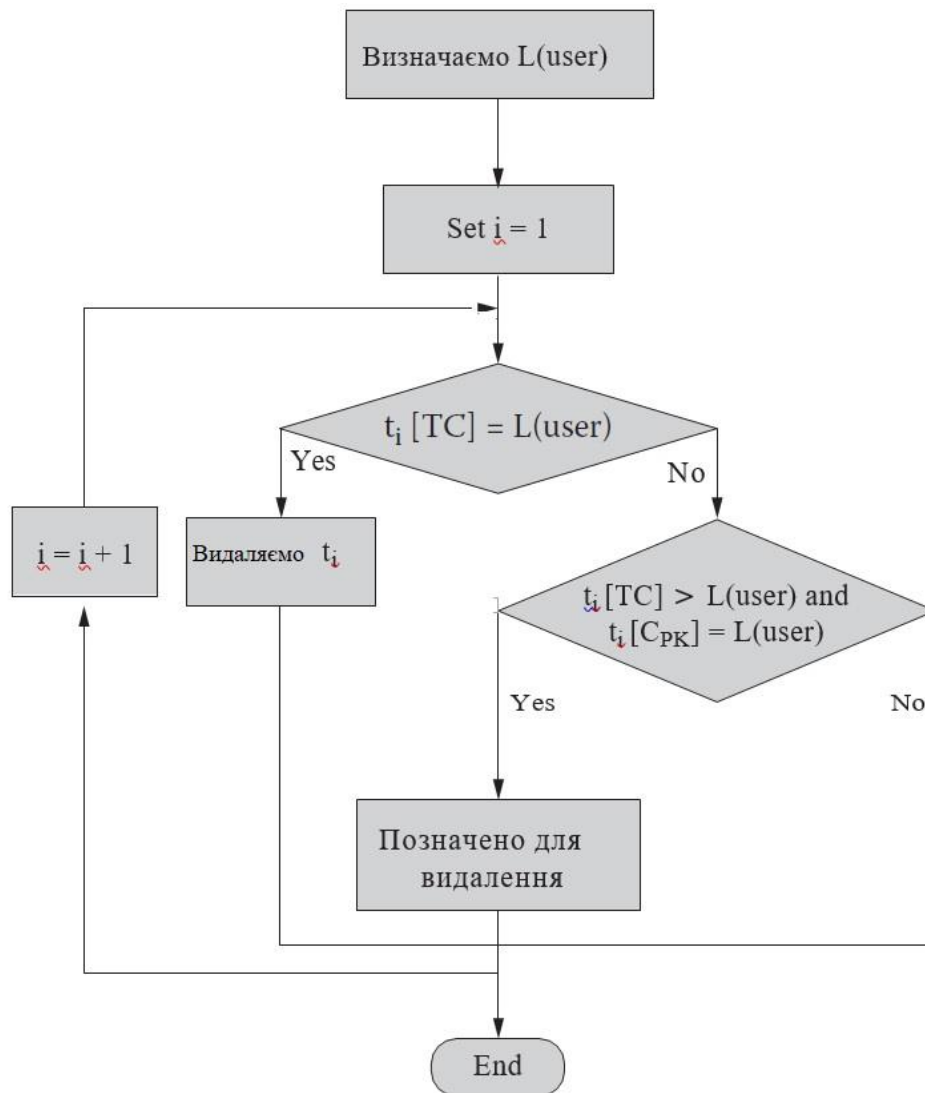 Визначаємо L(user)
Set i = 1
tᵢ [TC] = L(user)
Yes
No
i = i + 1
Видаляємо tᵢ
tᵢ [TC] > L(user) and
tᵢ [C_PK] = L(user)
Yes
No
Позначено для
видалення
End